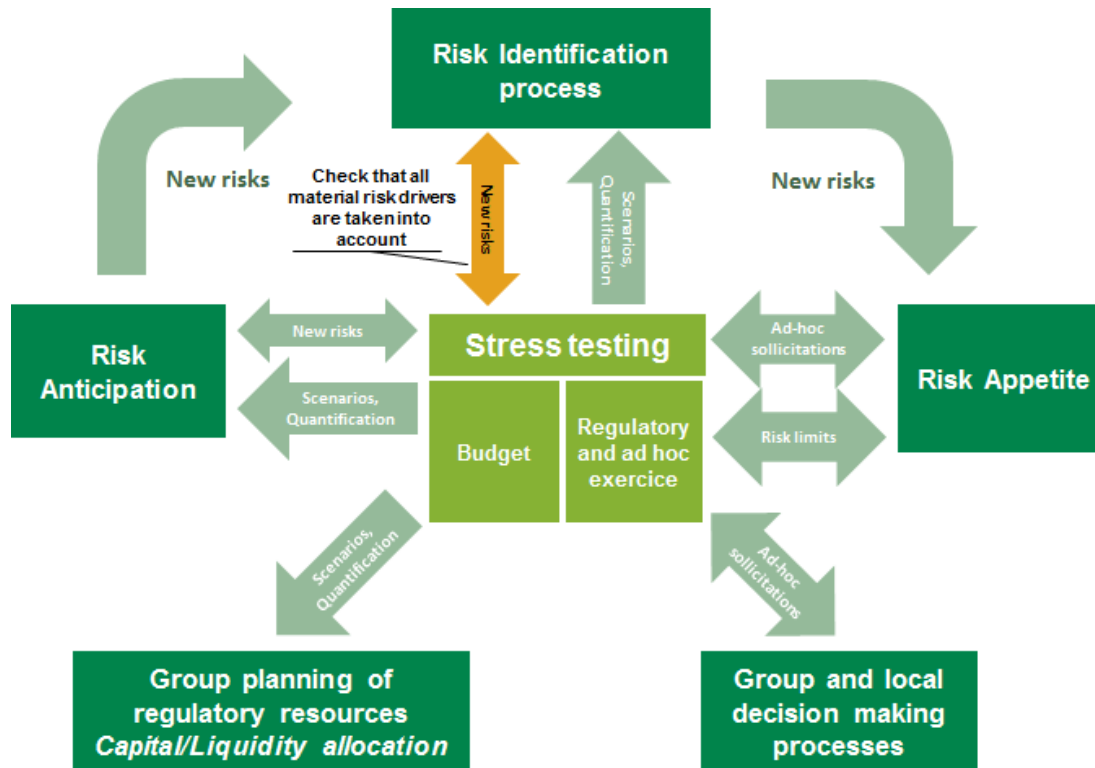 Risk Identification
process
New risks
Check that all
material risk drivers
are taken into
account
New risks
Scenarios,
Quantification
New risks
Risk
Anticipation
New risks
Scenarios,
Quantification
Stress testing
Budget
Regulatory
and ad hoc
exercice
Ad-hoc
sollicitations
Risk limits
Risk Appetite
Scenarios,
Quantification
Ad-hoc
sollicitations
Group planning of
regulatory resources
Capital/Liquidity allocation
Group and local
decision making
processes